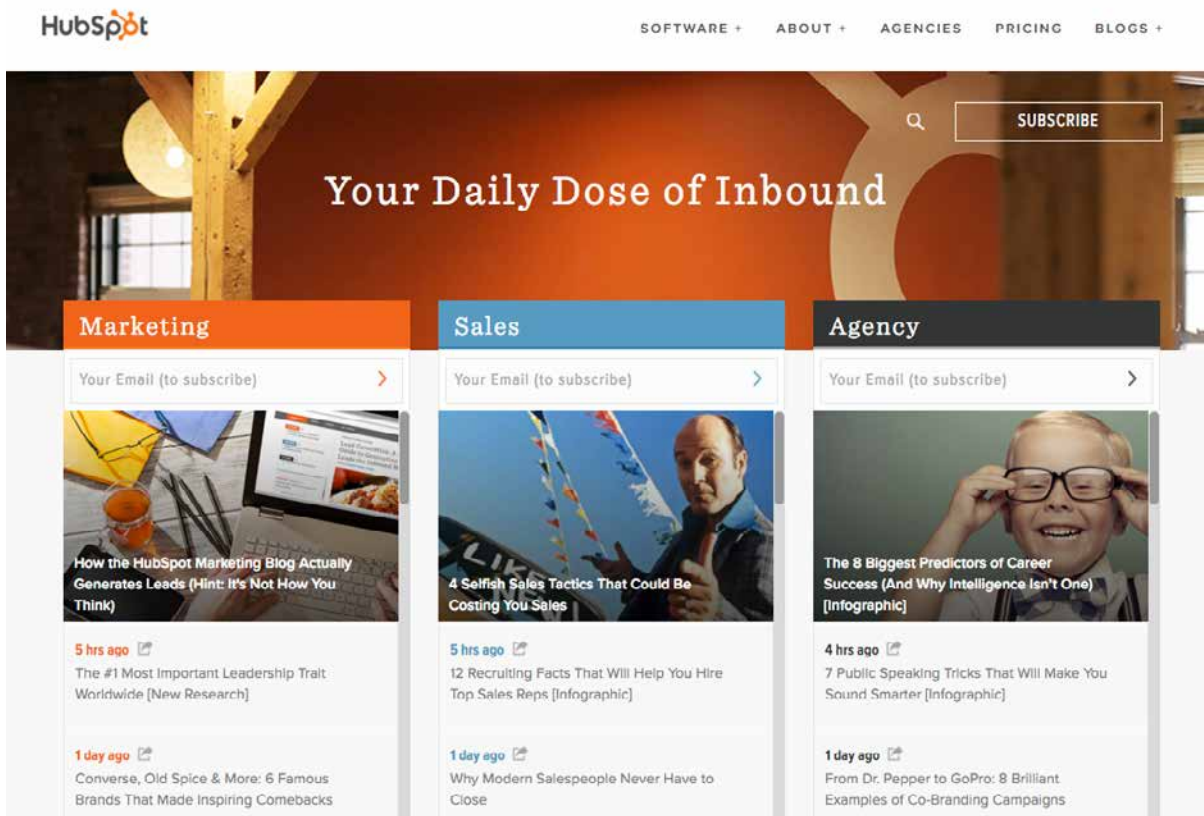 HubSpot
SOFTWARE +
ABOUT +
AGENCIES
PRICING
BLOGS +
SUBSCRIBE
Your Daily Dose of Inbound
Marketing
Your Email (to subscribe)
How the HubSpot Marketing Blog Actually
Generates Leads (Hint: It's Not How You
Think)
5 hrs ago
The #1 Most Important Leadership Trait
Worldwide [New Research]
1 day ago
Converse, Old Spice & More: 6 Famous
Brands That Made Inspiring Comebacks
Sales
Your Email (to subscribe)
LIKE
NEW
4 Selfish Sales Tactics That Could Be
Costing You Sales
5 hrs ago
12 Recruiting Facts That Will Help You Hire
Top Sales Reps [Infographic]
1 day ago
Why Modern Salespeople Never Have to
Close
Agency
Your Email (to subscribe)
The 8 Biggest Predictors of Career
Success (And Why Intelligence Isn't One)
[Infographic]
4 hrs ago
7 Public Speaking Tricks That Will Make You
Sound Smarter [Infographic]
1 day ago
From Dr. Pepper to GoPro: 8 Brilliant
Examples of Co-Branding Campaigns